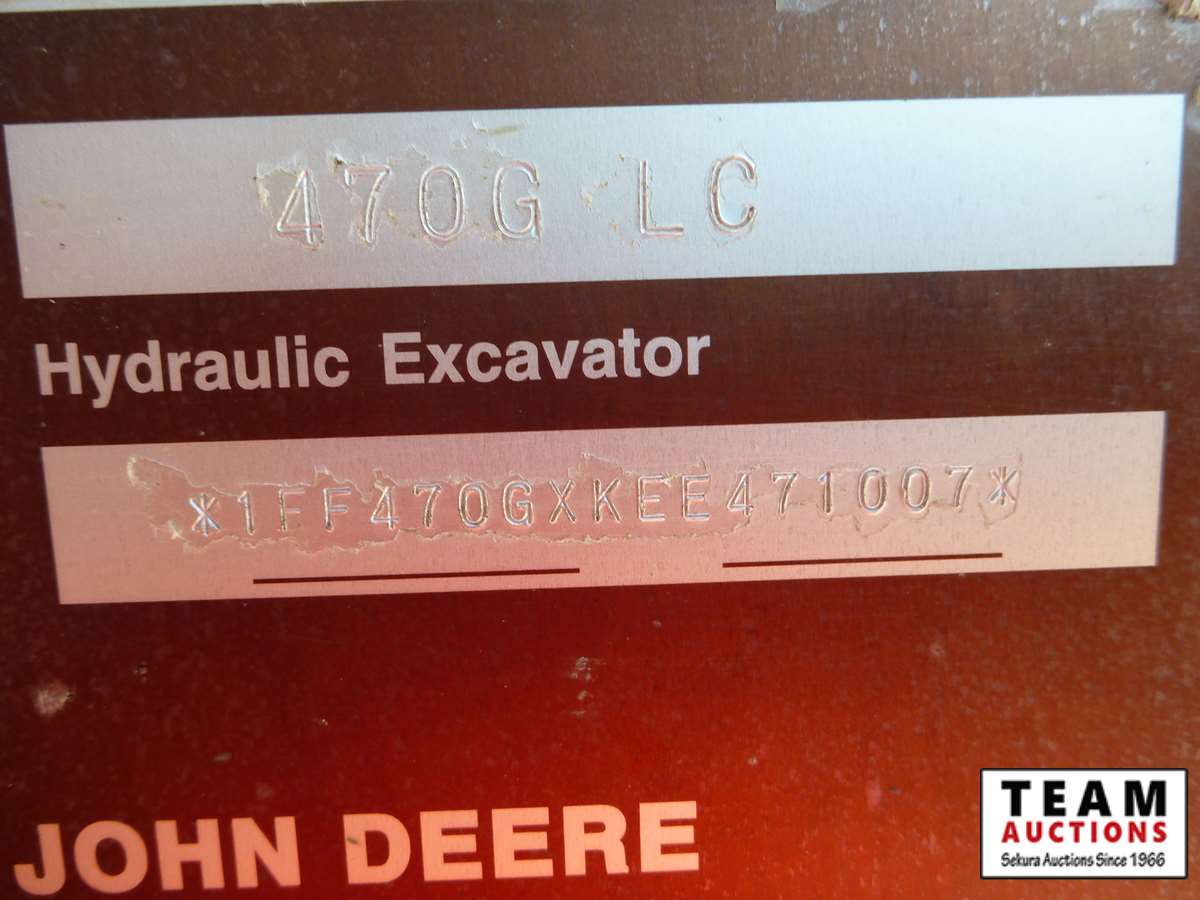 470G LC
Hydraulic Excavator
*1FF470GXKEE471007*
JOHN DEERE
TEAM
AUCTIONS
Sekura Auctions Since 1966